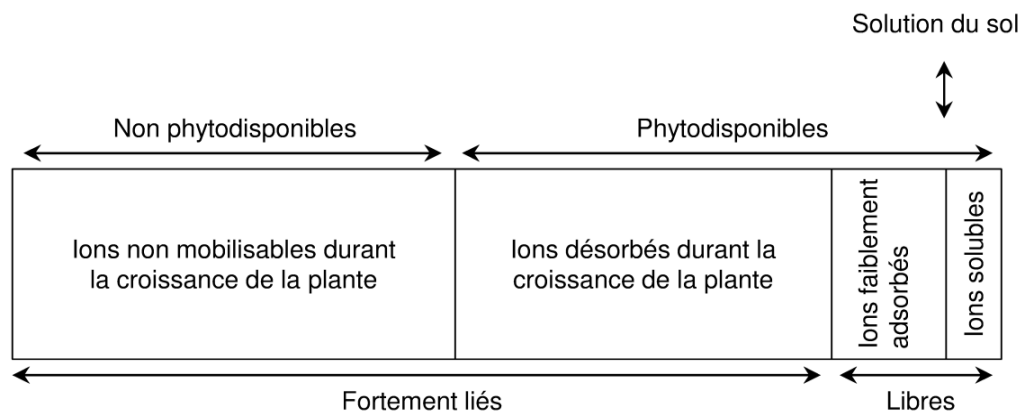 Solution du sol
Non phytodisponibles
Phytodisponibles
Ions non mobilisables durant
la croissance de la plante
Ions désorbés durant la
croissance de la plante
Ions faiblement
adsorbés
Ions solubles
Fortement liés
Libres